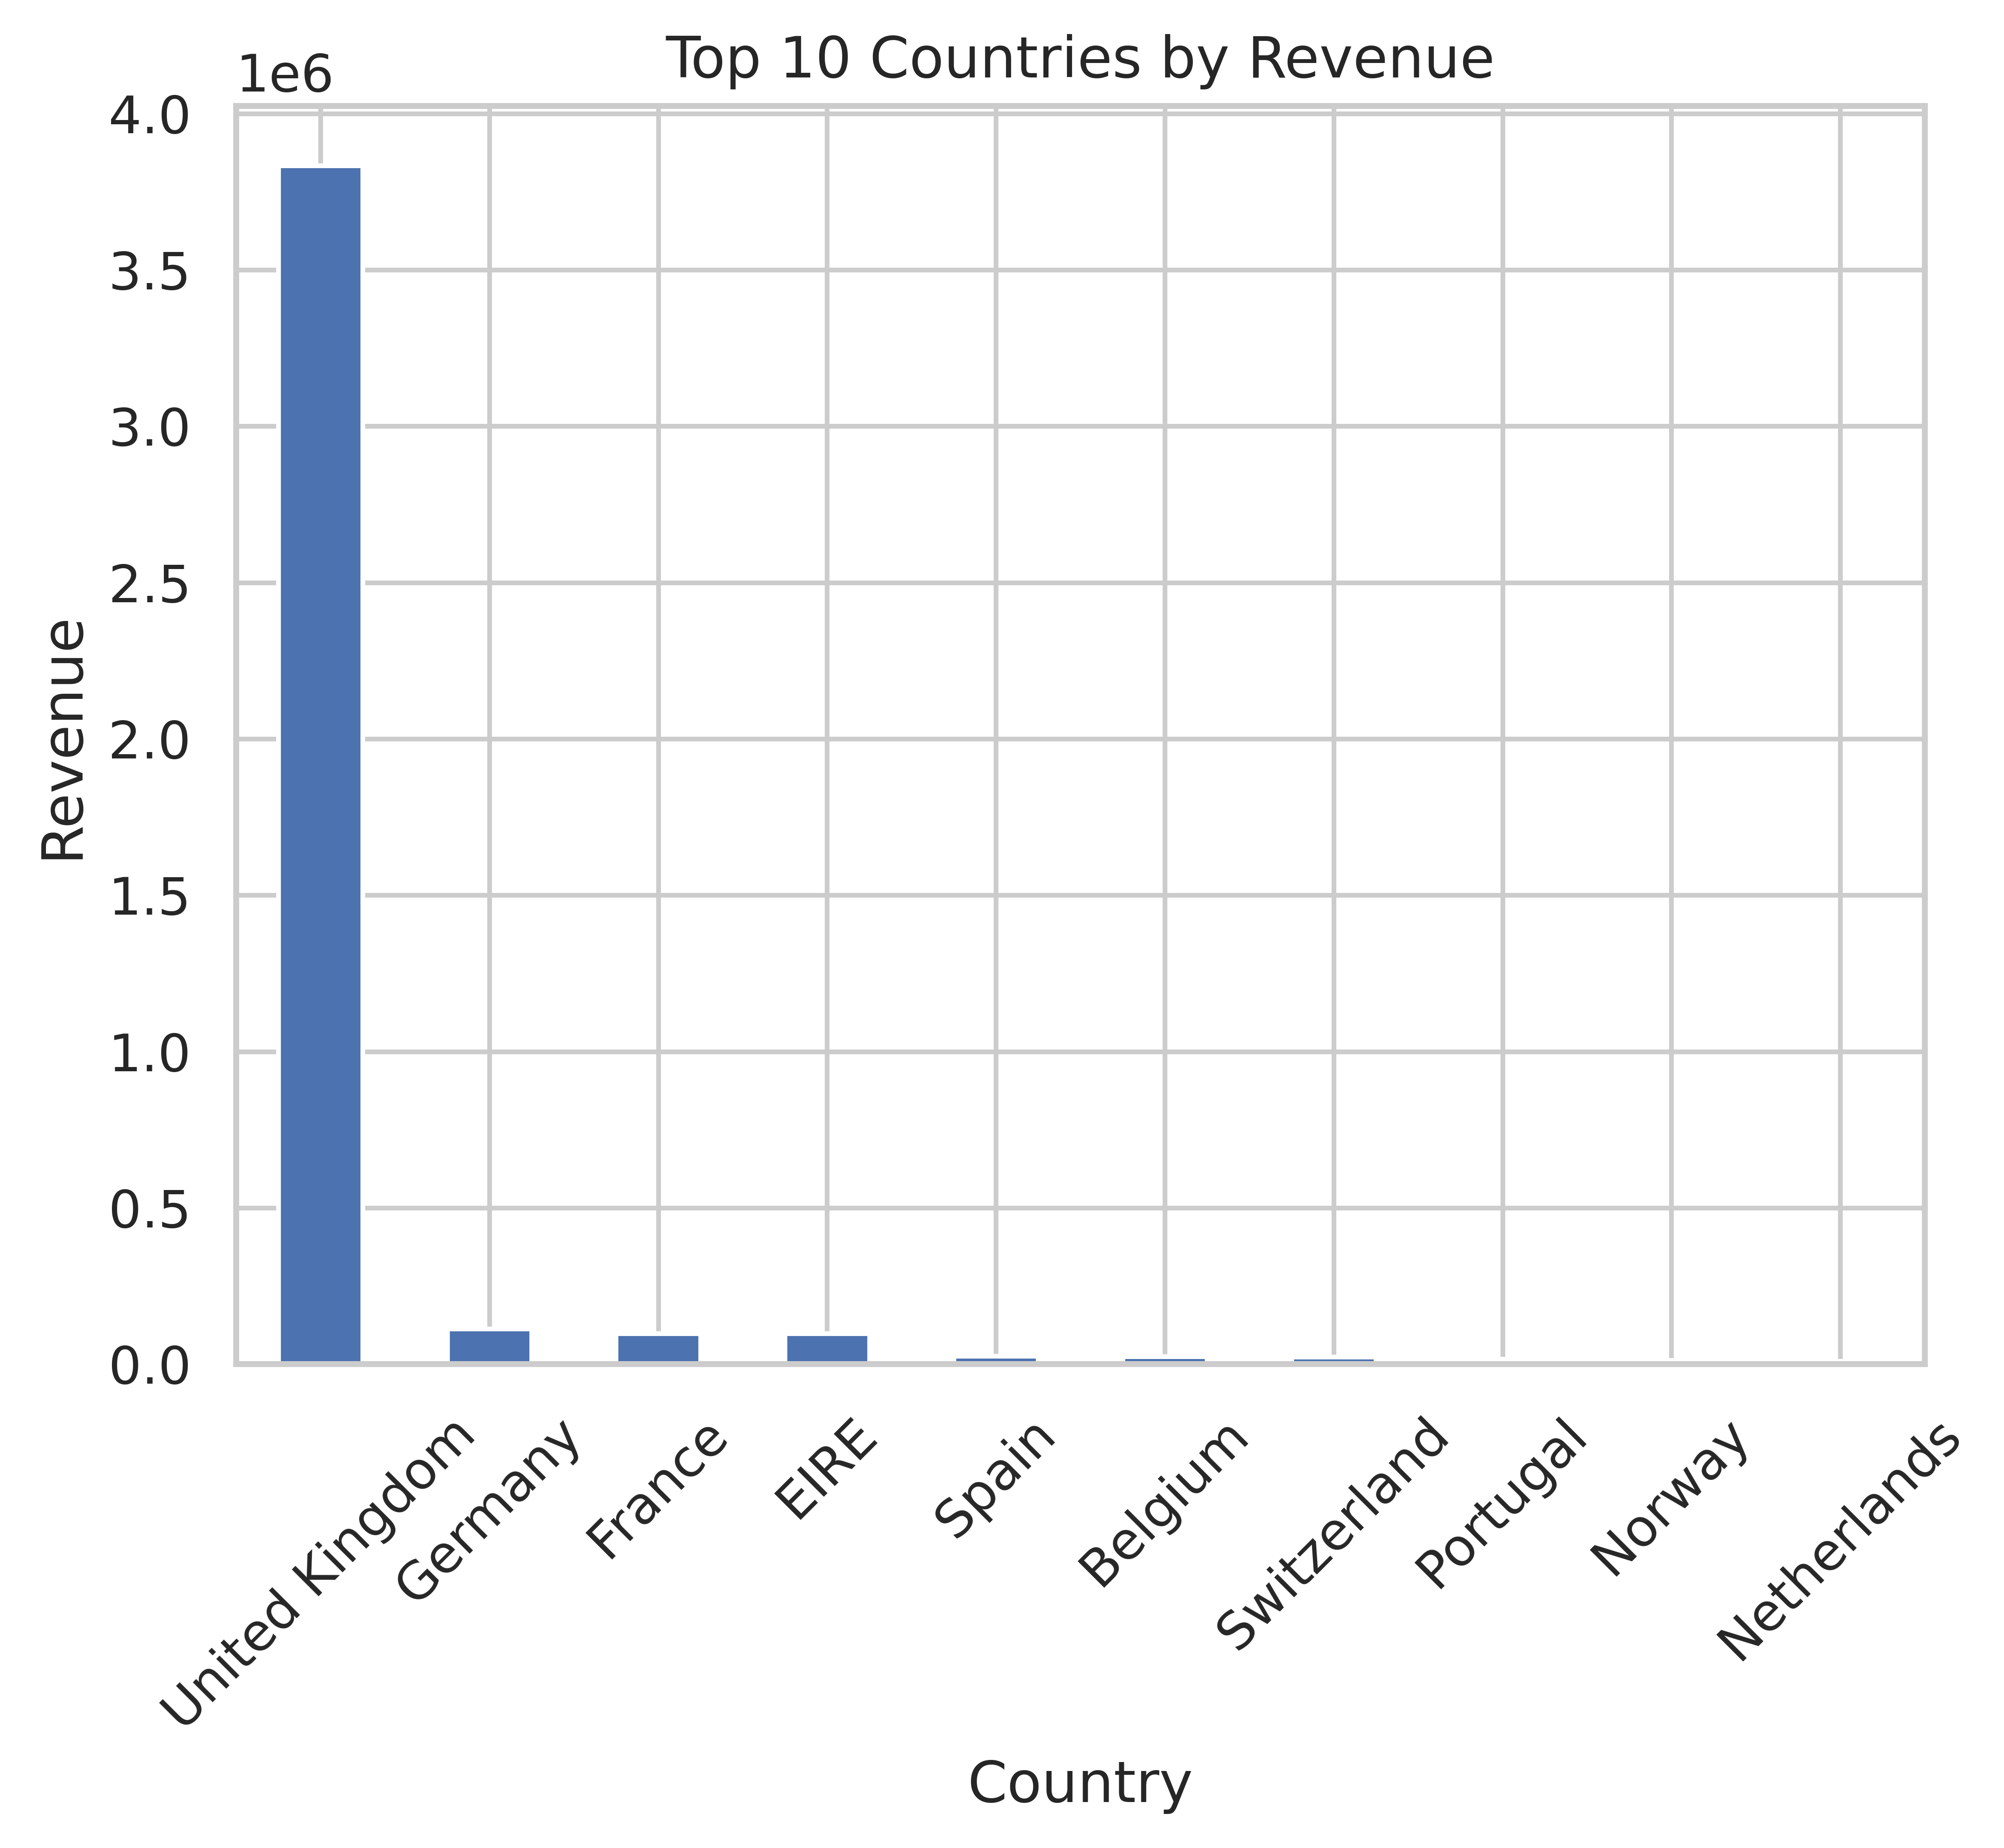 Top 10 Countries by Revenue
1e6
4.0
3.5
3.0
2.5
2.0
1.5
1.0
0.5
0.0
Revenue
United Kingdom
Germany
France
EIRE
Spain
Belgium
Switzerland
Portugal
Norway
Netherlands
Country